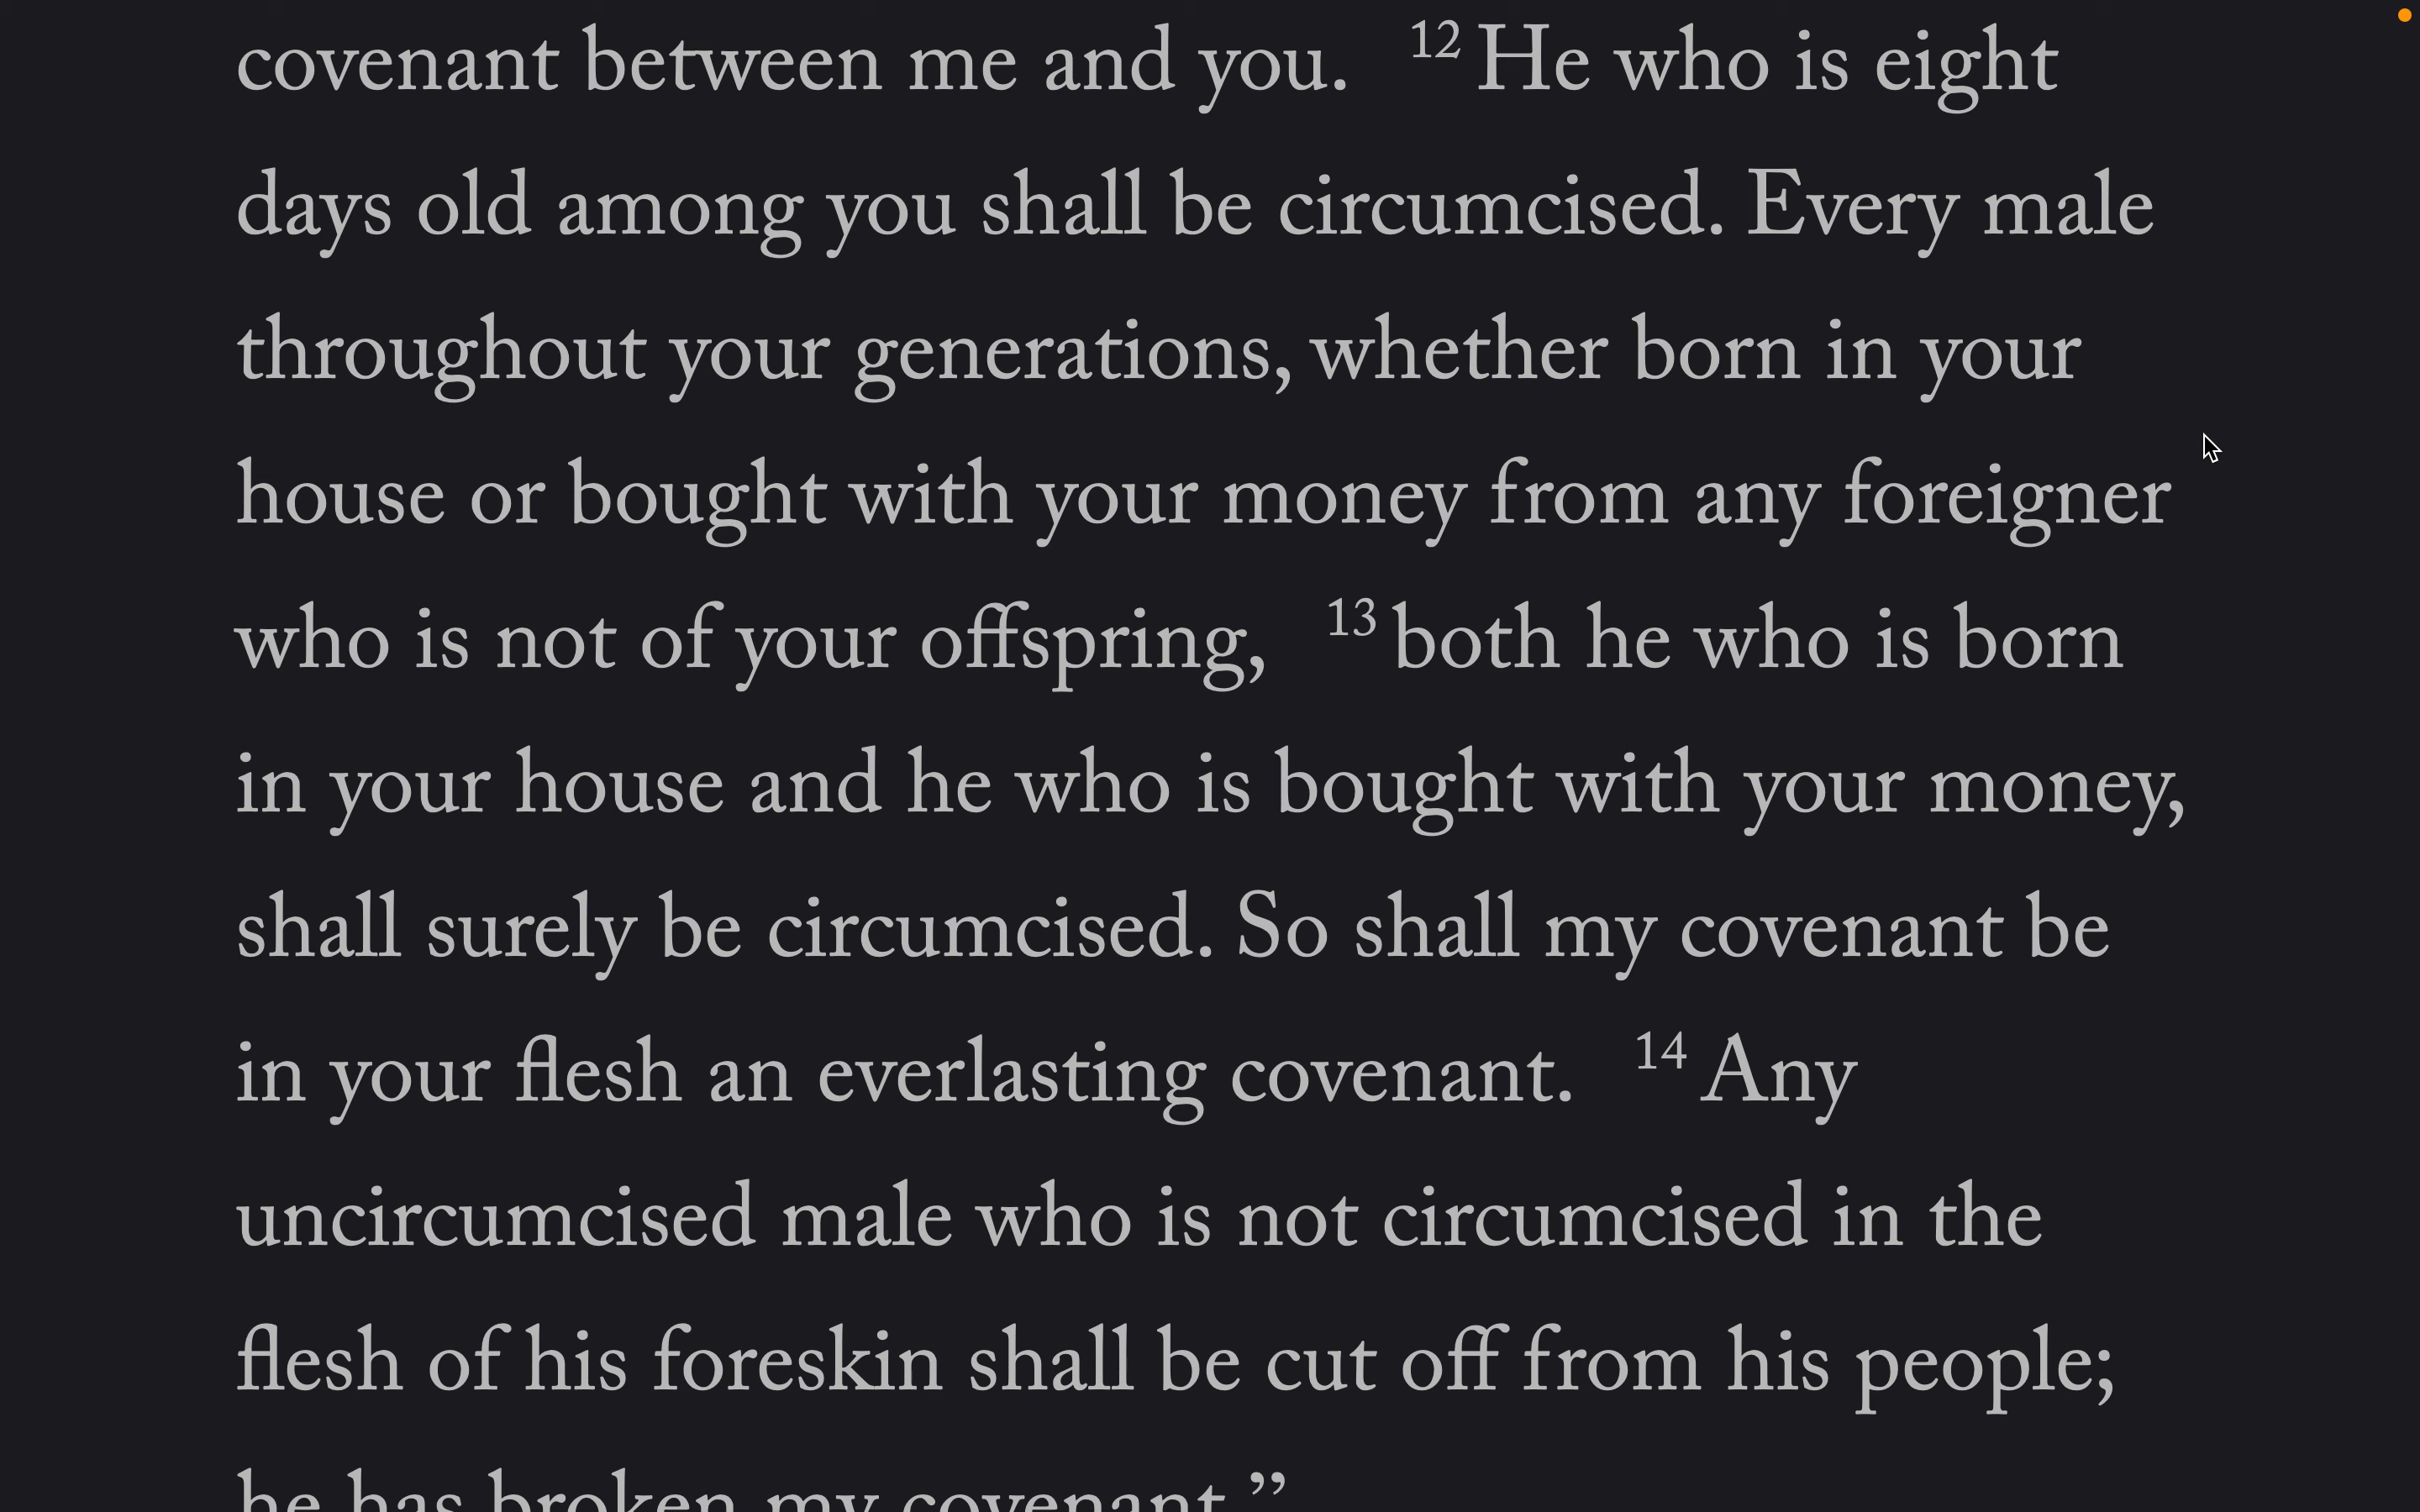 covenant between me and you. 12 He who is eight
days old among you shall be circumcised. Every male
throughout your generations, whether born in your
house or bought with your money from any foreigner
who is not of your offspring, 13 both he who is born
in your house and he who is bought with your money,
shall surely be circumcised. So shall my covenant be
in your flesh an everlasting covenant. 14 Any
uncircumcised male who is not circumcised in the
flesh of his foreskin shall be cut off from his people;
he has broken my covenant.”